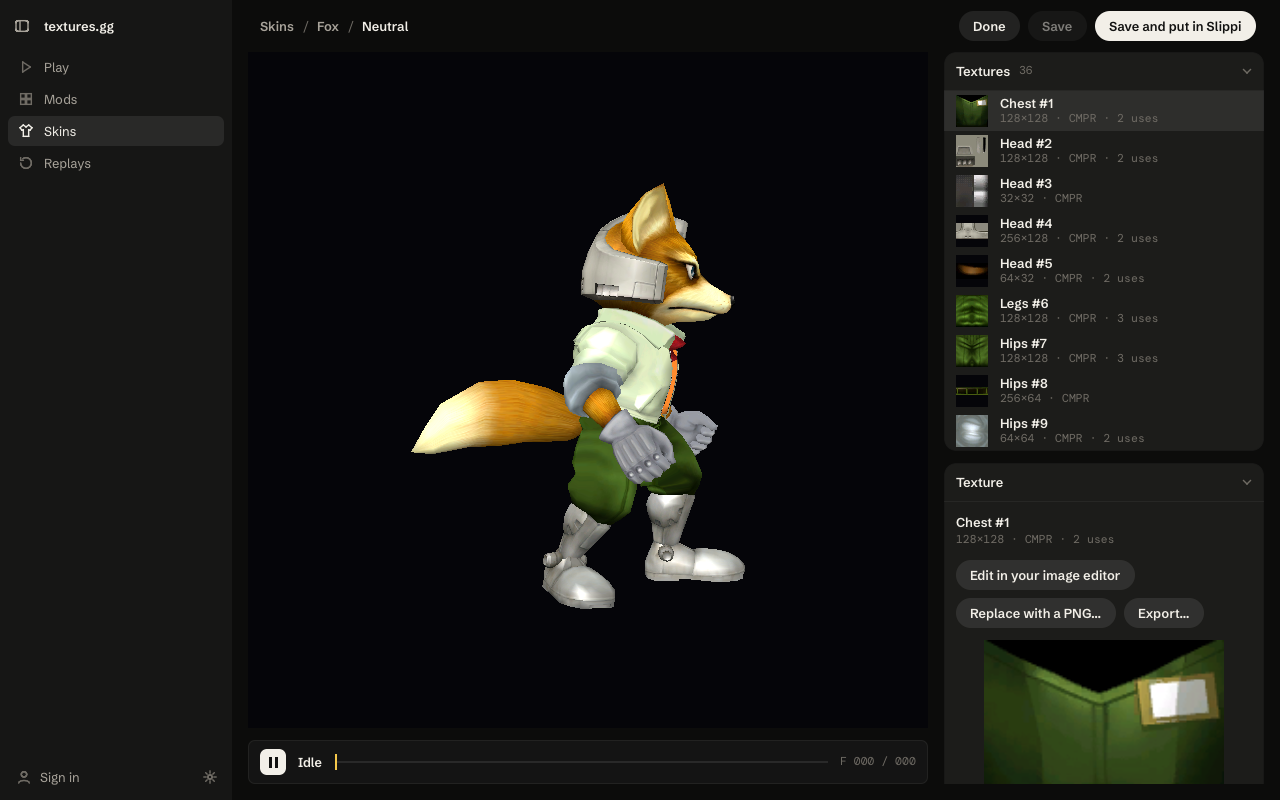 textures.gg
Play
Mods
Skins
Replays
Sign in
Skins / Fox / Neutral
Done
Save
Save and put in Slippi
Idle
F 000 / 000
Textures 36
Chest #1
128×128 · CMPR · 2 uses
Head #2
128×128 · CMPR · 2 uses
Head #3
32×32 · CMPR
Head #4
256×128 · CMPR · 2 uses
Head #5
64×32 · CMPR · 2 uses
Legs #6
128×128 · CMPR · 3 uses
Hips #7
128×128 · CMPR · 3 uses
Hips #8
256×64 · CMPR
Hips #9
64×64 · CMPR · 2 uses
Texture
Chest #1
128×128 · CMPR · 2 uses
Edit in your image editor
Replace with a PNG...
Export...